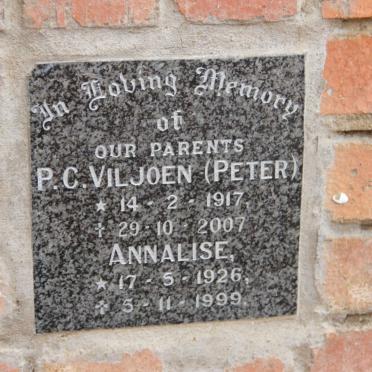 In Loving Memory
of
OUR PARENTS
P.C. VILJOEN (PETER)
* 14 - 2 - 1917
† 29 - 10 - 2007
ANNALISE,
* 17 - 5 - 1926,
† 5 - 11 - 1999.